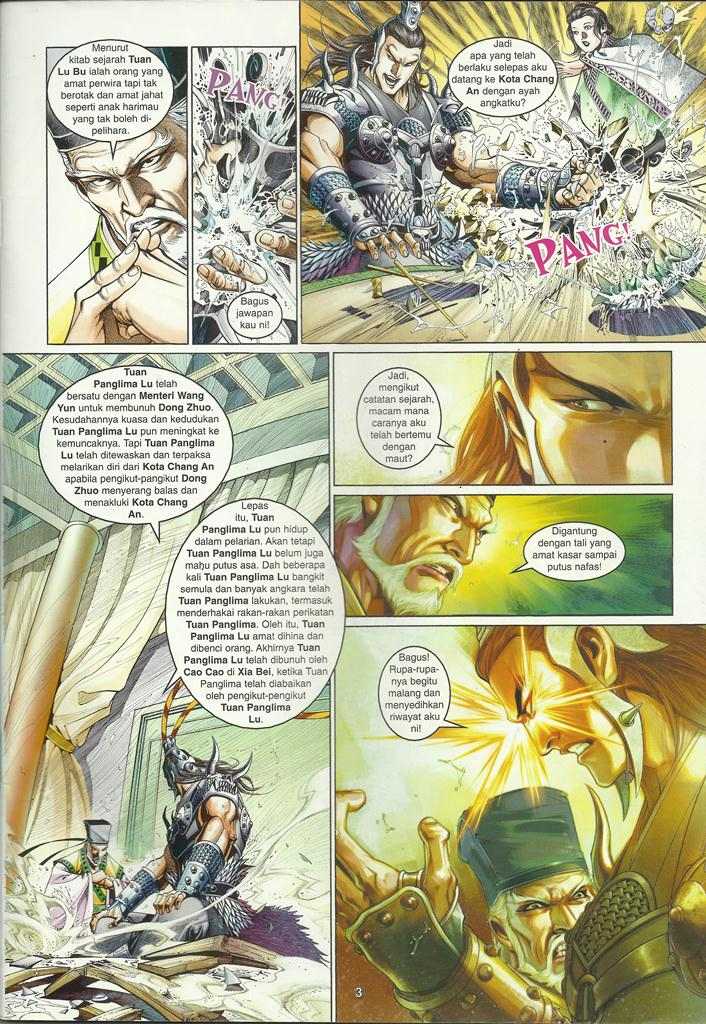 Menurut
kitab sejarah Tuan
Lu Bu ialah orang yang
amat perwira tapi tak
berotak dan amat jahat
seperti anak harimau
yang tak boleh di-
pelihara.
PANG
Bagus
jawapan
kau ni!
Jadi
apa yang telah
berlaku selepas aku
datang ke Kota Chang
An dengan ayah
angkatku?
PANG!
Tuan
Panglima Lu telah
bersatu dengan Menteri Wang
Yun untuk membunuh Dong Zhuo.
Kesudahannya kuasa dan kedudukan
Tuan Panglima Lu pun meningkat ke
kemuncaknya. Tapi Tuan Panglima
Lu telah ditewaskan dan terpaksa
melarikan diri dari Kota Chang An
apabila pengikut-pangikut Dong
Zhuo menyerang balas dan
menakluki Kota Chang
An.
Lepas
itu, Tuan
Panglima Lu pun hidup
dalam pelarian. Akan tetapi
Tuan Panglima Lu belum juga
mahu putus asa. Dah beberapa
kali Tuan Panglima Lu bangkit
semula dan banyak angkara telah
Tuan Panglima lakukan, termasuk
menderhakai rakan-rakan perikatan
Tuan Panglima. Oleh itu, Tuan
Panglima Lu amat dihina dan
dibenci orang. Akhirnya Tuan
Panglima Lu telah dibunuh oleh
Cao Cao di Xia Bei, ketika Tuan
Panglima telah diabaikan
oleh pengikut-pengikut
Tuan Panglima
Lu.
Jadi,
mengikut
catatan sejarah,
macam mana
caranya aku
telah bertemu
dengan
maut?
Digantung
dengan tali yang
amat kasar sampai
putus nafas!
Bagus!
Rupa-rupa-
nya begitu
malang dan
menyedihkan
riwayat aku
ni!
3